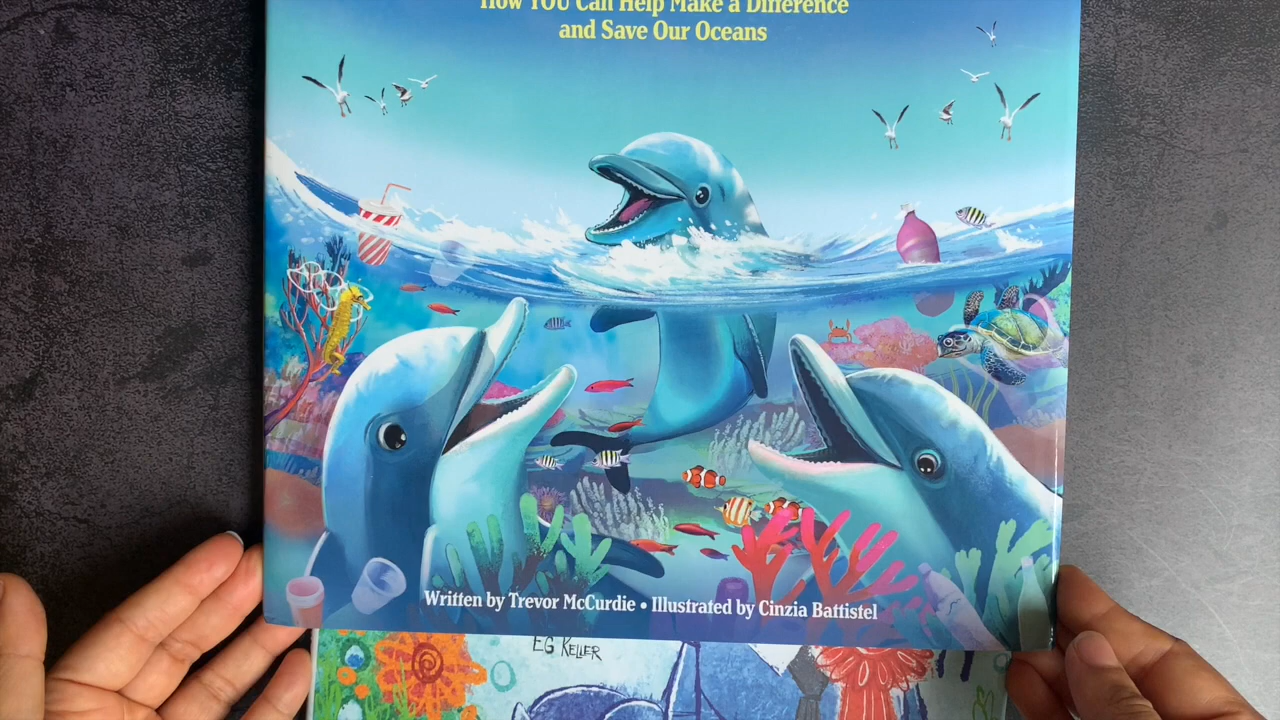 How YOU Can Help Make a Difference
and Save Our Oceans
Written by Trevor McCurdie • Illustrated by Cinzia Battistel
EG KELLER